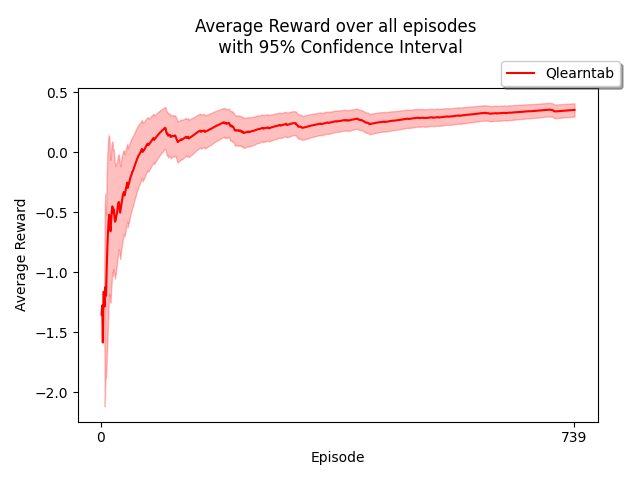 Average Reward over all episodes
with 95% Confidence Interval
Qlearntab
0.5
0.0
−0.5
−1.0
−1.5
−2.0
Average Reward
0
739
Episode